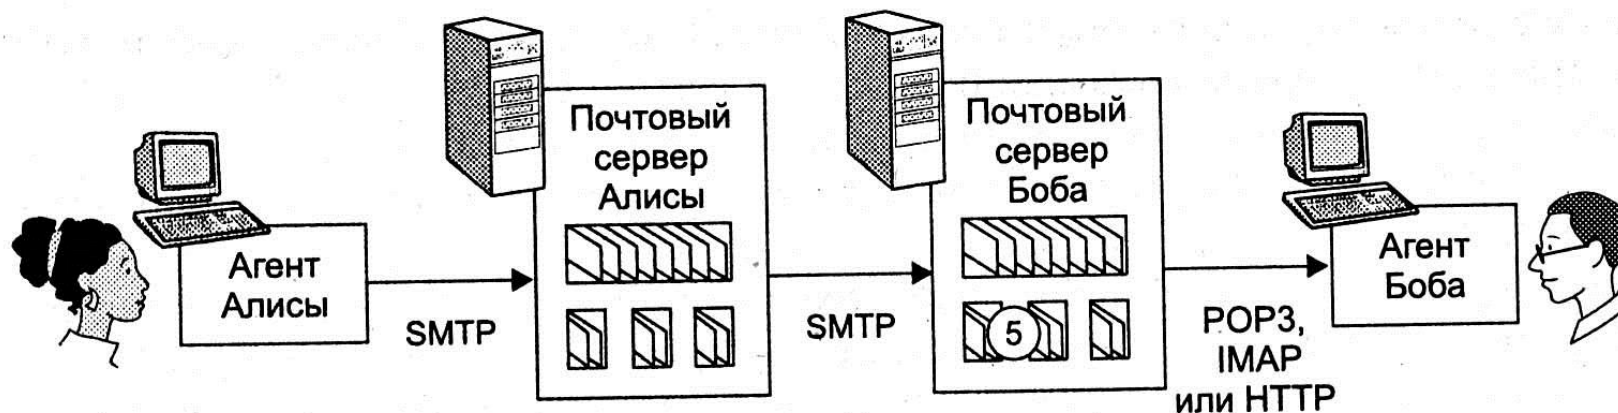 Почтовый
сервер
Алисы
Почтовый
сервер
Боба
Агент
Алисы
Агент
Боба
SMTP
SMTP
5
POP3,
IMAP
или HTTP